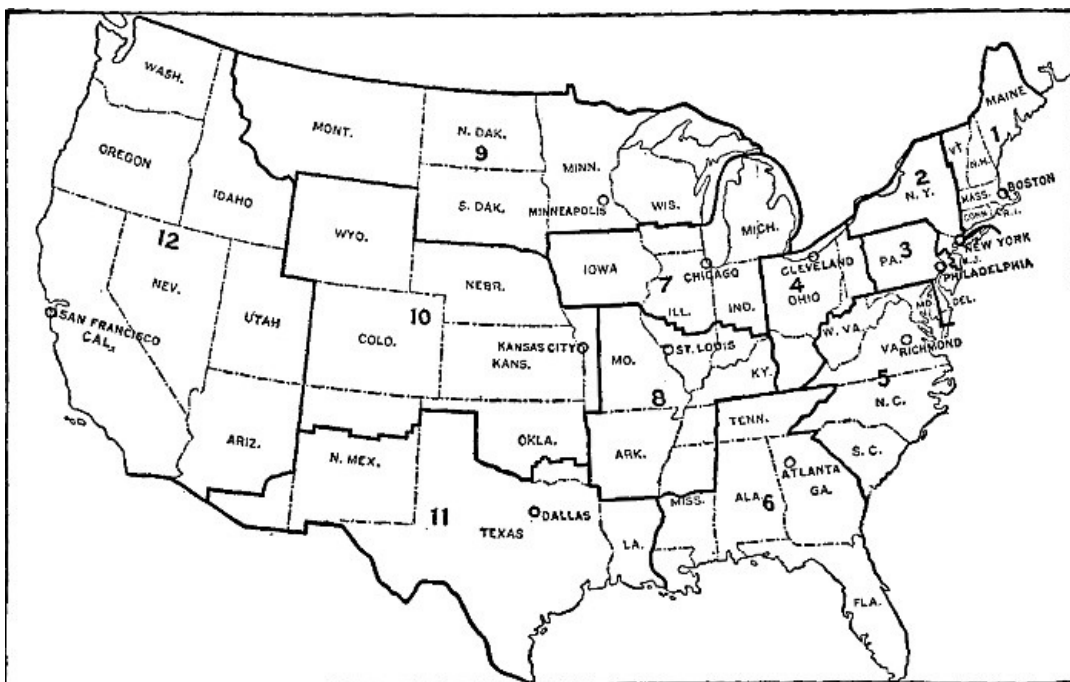 WASH.
OREGON
IDAHO
MONT.
WYO.
N. DAK.
9
S. DAK.
MINN.
MINNEAPOLIS
WIS.
MICH.
12
NEV.
UTAH
SAN FRANCISCO
CAL.
ARIZ.
COLO.
10
NEBR.
KANSAS CITY
KANS.
IOWA
7
CHICAGO
ILL.
IND.
CLEVELAND
4
OHIO
MO.
ST. LOUIS
8
KY.
W. VA.
VA.
RICHMOND
5
N. C.
S. C.
TENN.
ARK.
OKLA.
N. MEX.
11
TEXAS
DALLAS
LA.
MISS.
ALA.
6
ATLANTA
GA.
FLA.
MAINE
1
VT.
N.H.
MASS.
BOSTON
CONN.
R.I.
2
N. Y.
NEW YORK
N.J.
PA.
3
PHILADELPHIA
MD.
DEL.